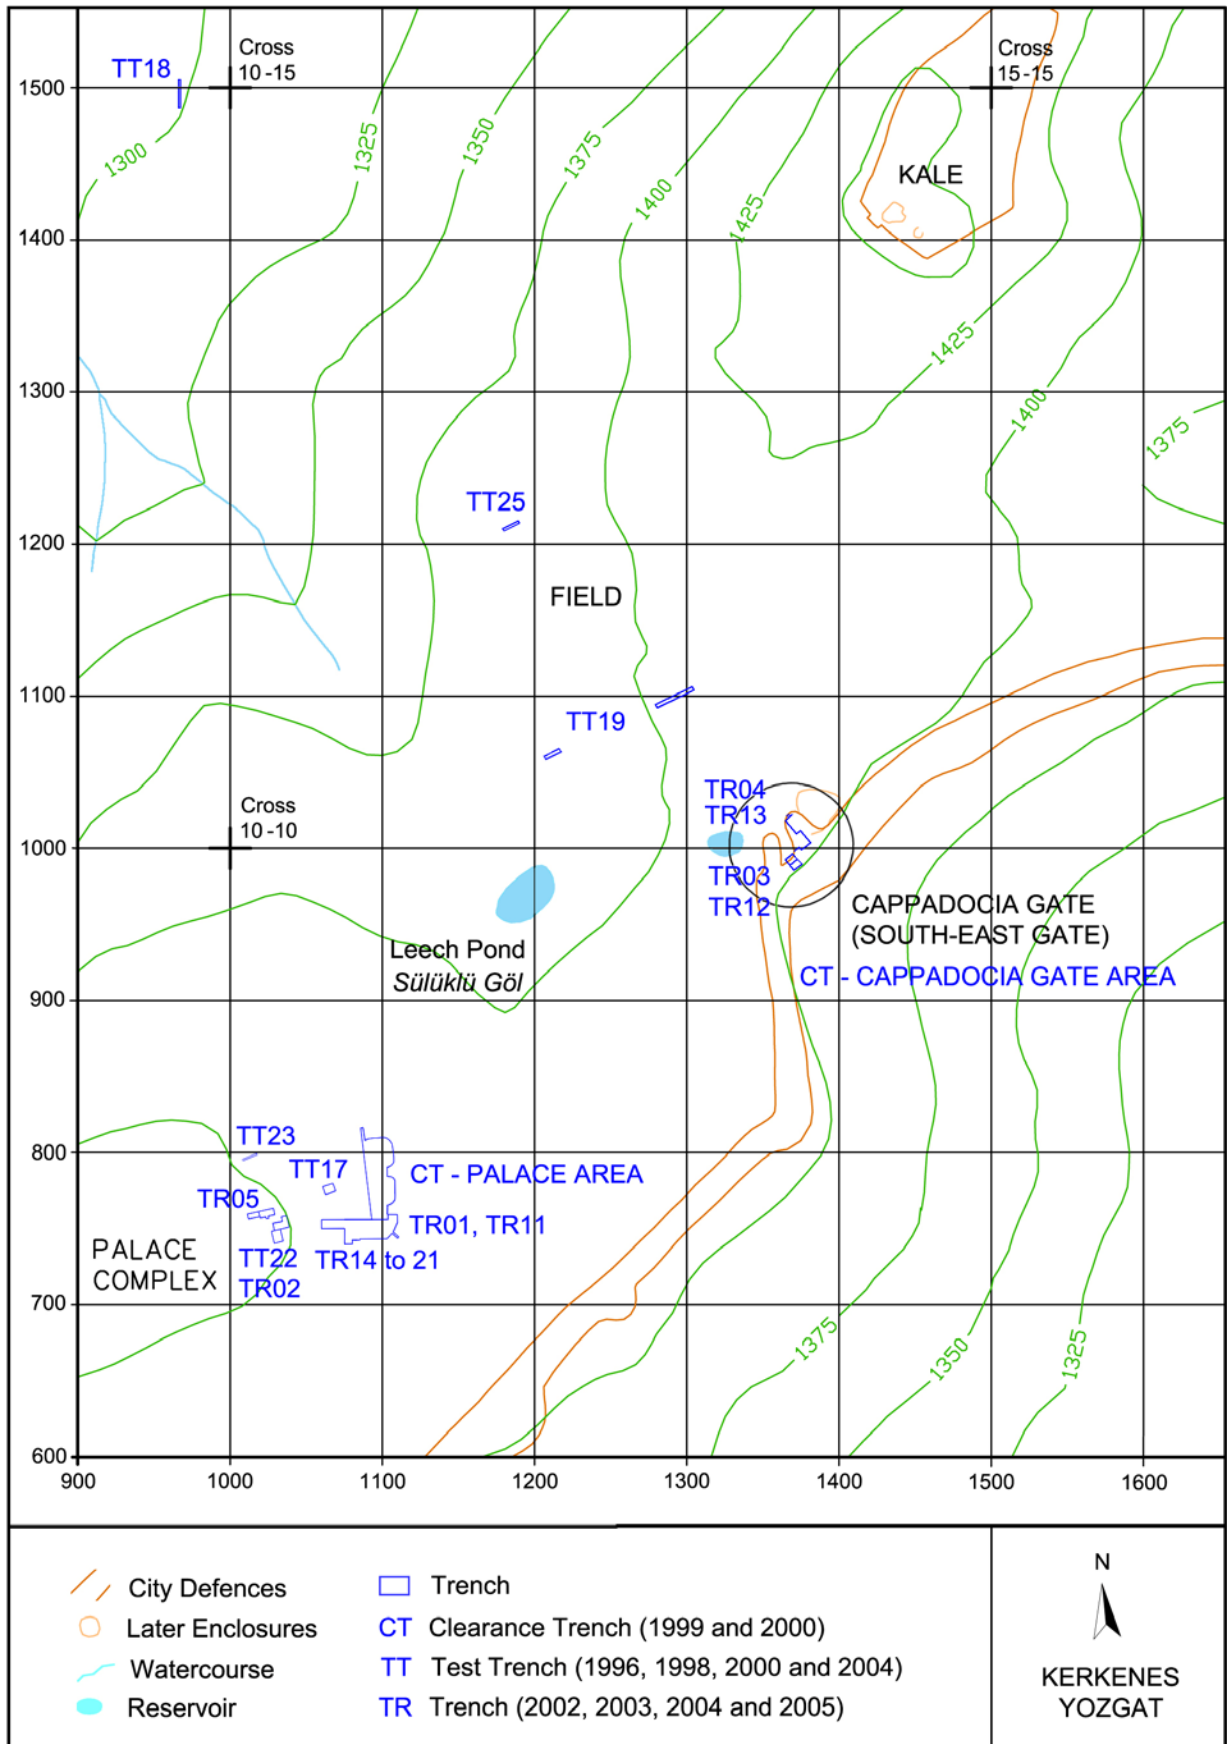 Cross
10-15
Cross
15-15
TT18
1500
1300
1325
1350
1375
1400
1425
KALE
1400
1425
1300
1400
1375
TT25
1200
FIELD
1100
TT19
Cross
10-10
TR04
TR13
1000
TR03
TR12
CAPPADOCIA GATE
(SOUTH-EAST GATE)
CT - CAPPADOCIA GATE AREA
Leech Pond
Sülüklü Göl
900
800
TT23
TT17
CT - PALACE AREA
TR05
TR01, TR11
PALACE
COMPLEX
TT22
TR02
TR14 to 21
700
1375
1350
1325
600
900
1000
1100
1200
1300
1400
1500
1600
City Defences
Later Enclosures
Watercourse
Reservoir
Trench
CT Clearance Trench (1999 and 2000)
TT Test Trench (1996, 1998, 2000 and 2004)
TR Trench (2002, 2003, 2004 and 2005)
N
KERKENES
YOZGAT